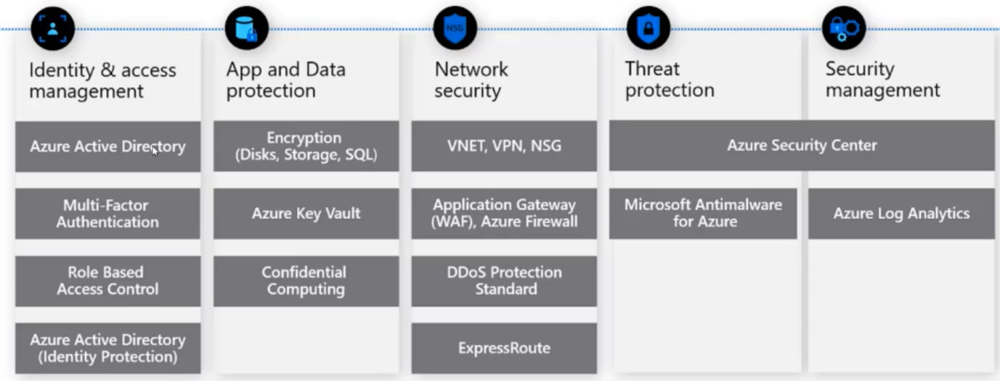 NSG
Identity & access
management
Azure Active Directory
Multi-Factor
Authentication
Role Based
Access Control
Azure Active Directory
(Identity Protection)
App and Data
protection
Encryption
(Disks, Storage, SQL)
Azure Key Vault
Confidential
Computing
Network
security
VNET, VPN, NSG
Application Gateway
(WAF), Azure Firewall
DDoS Protection
Standard
ExpressRoute
Threat
protection
Security
management
Azure Security Center
Microsoft Antimalware
for Azure
Azure Log Analytics